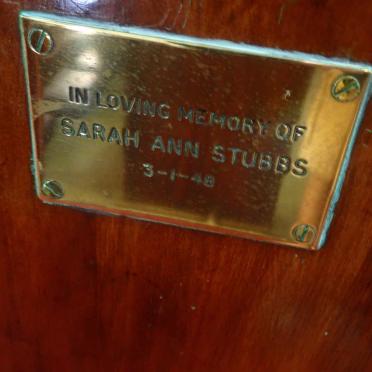 IN LOVING MEMORY OF
SARAH ANN STUBBS
3-1-48